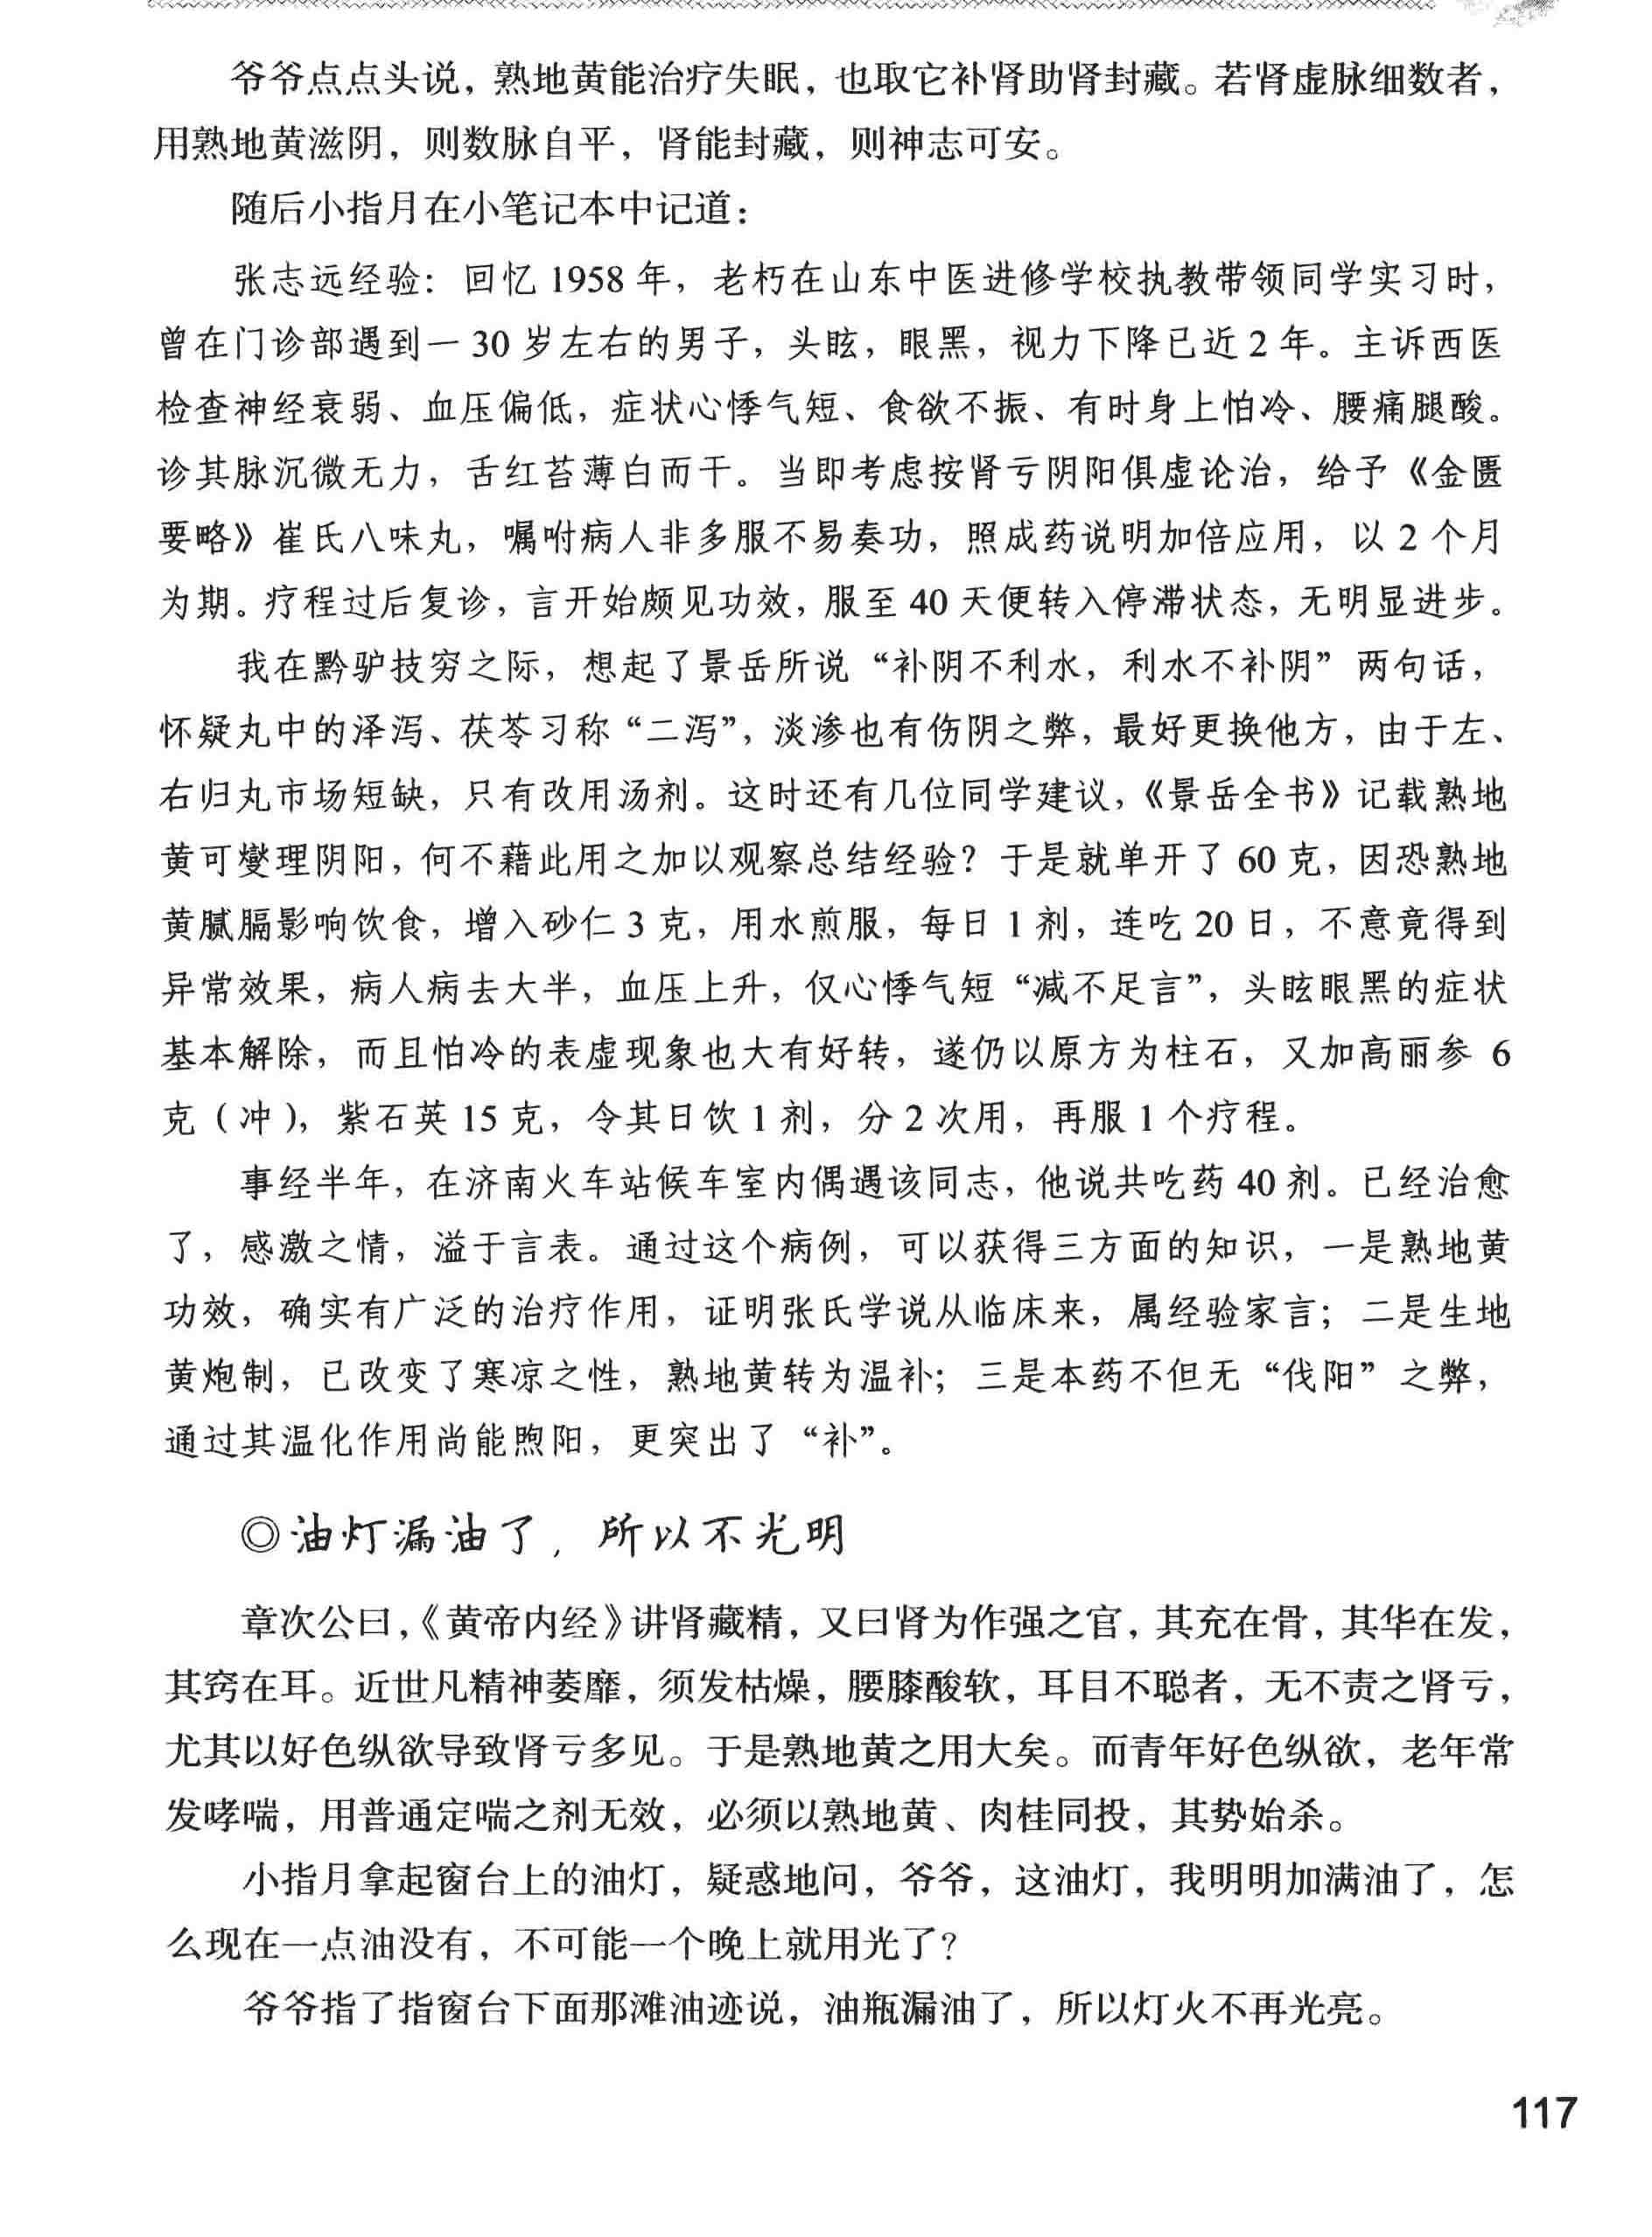 爷爷点点头说，熟地黄能治疗失眠，也取它补肾助肾封藏。若肾虚脉细数者，
用熟地黄滋阴，则数脉自平，肾能封藏，则神志可安。
随后小指月在小笔记本中记道：
张志远经验：回忆 1958 年，老朽在山东中医进修学校执教带领同学实习时，
曾在门诊部遇到一 30 岁左右的男子，头眩，眼黑，视力下降已近 2 年。主诉西医
检查神经衰弱、血压偏低，症状心悸气短、食欲不振、有时身上怕冷、腰痛腿酸。
诊其脉沉微无力，舌红苔薄白而干。当即考虑按肾亏阴阳俱虚论治，给予《金匮
要略》崔氏八味丸，嘱咐病人非多服不易奏功，照成药说明加倍应用，以 2 个月
为期。疗程过后复诊，言开始颇见功效，服至 40 天便转入停滞状态，无明显进步。
我在黔驴技穷之际，想起了景岳所说“补阴不利水，利水不补阴”两句话，
怀疑丸中的泽泻、茯苓习称“二泻”，淡渗也有伤阴之弊，最好更换他方，由于左、
右归丸市场短缺，只有改用汤剂。这时还有几位同学建议，《景岳全书》记载熟地
黄可燮理阴阳，何不藉此用之加以观察总结经验？于是就单开了 60 克，因恐熟地
黄腻膈影响饮食，增入砂仁 3 克，用水煎服，每日 1 剂，连吃 20 日，不意竟得到
异常效果，病人病去大半，血压上升，仅心悸气短“减不足言”，头眩眼黑的症状
基本解除，而且怕冷的表虚现象也大有好转，遂仍以原方为柱石，又加高丽参 6
克（冲），紫石英 15 克，令其日饮 1 剂，分 2 次用，再服 1 个疗程。
事经半年，在济南火车站候车室内偶遇该同志，他说共吃药 40 剂。已经治愈
了，感激之情，溢于言表。通过这个病例，可以获得三方面的知识，一是熟地黄
功效，确实有广泛的治疗作用，证明张氏学说从临床来，属经验家言；二是生地
黄炮制，已改变了寒凉之性，熟地黄转为温补；三是本药不但无“伐阳”之弊，
通过其温化作用尚能煦阳，更突出了“补”。
◎油灯漏油了，所以不光明
章次公曰，《黄帝内经》讲肾藏精，又曰肾为作强之官，其充在骨，其华在发，
其窍在耳。近世凡精神萎靡，须发枯燥，腰膝酸软，耳目不聪者，无不责之肾亏，
尤其以好色纵欲导致肾亏多见。于是熟地黄之用大矣。而青年好色纵欲，老年常
发哮喘，用普通定喘之剂无效，必须以熟地黄、肉桂同投，其势始杀。
小指月拿起窗台上的油灯，疑惑地问，爷爷，这油灯，我明明加满油了，怎
么现在一点油没有，不可能一个晚上就用光了？
爷爷指了指窗台下面那滩油迹说，油瓶漏油了，所以灯火不再光亮。
117